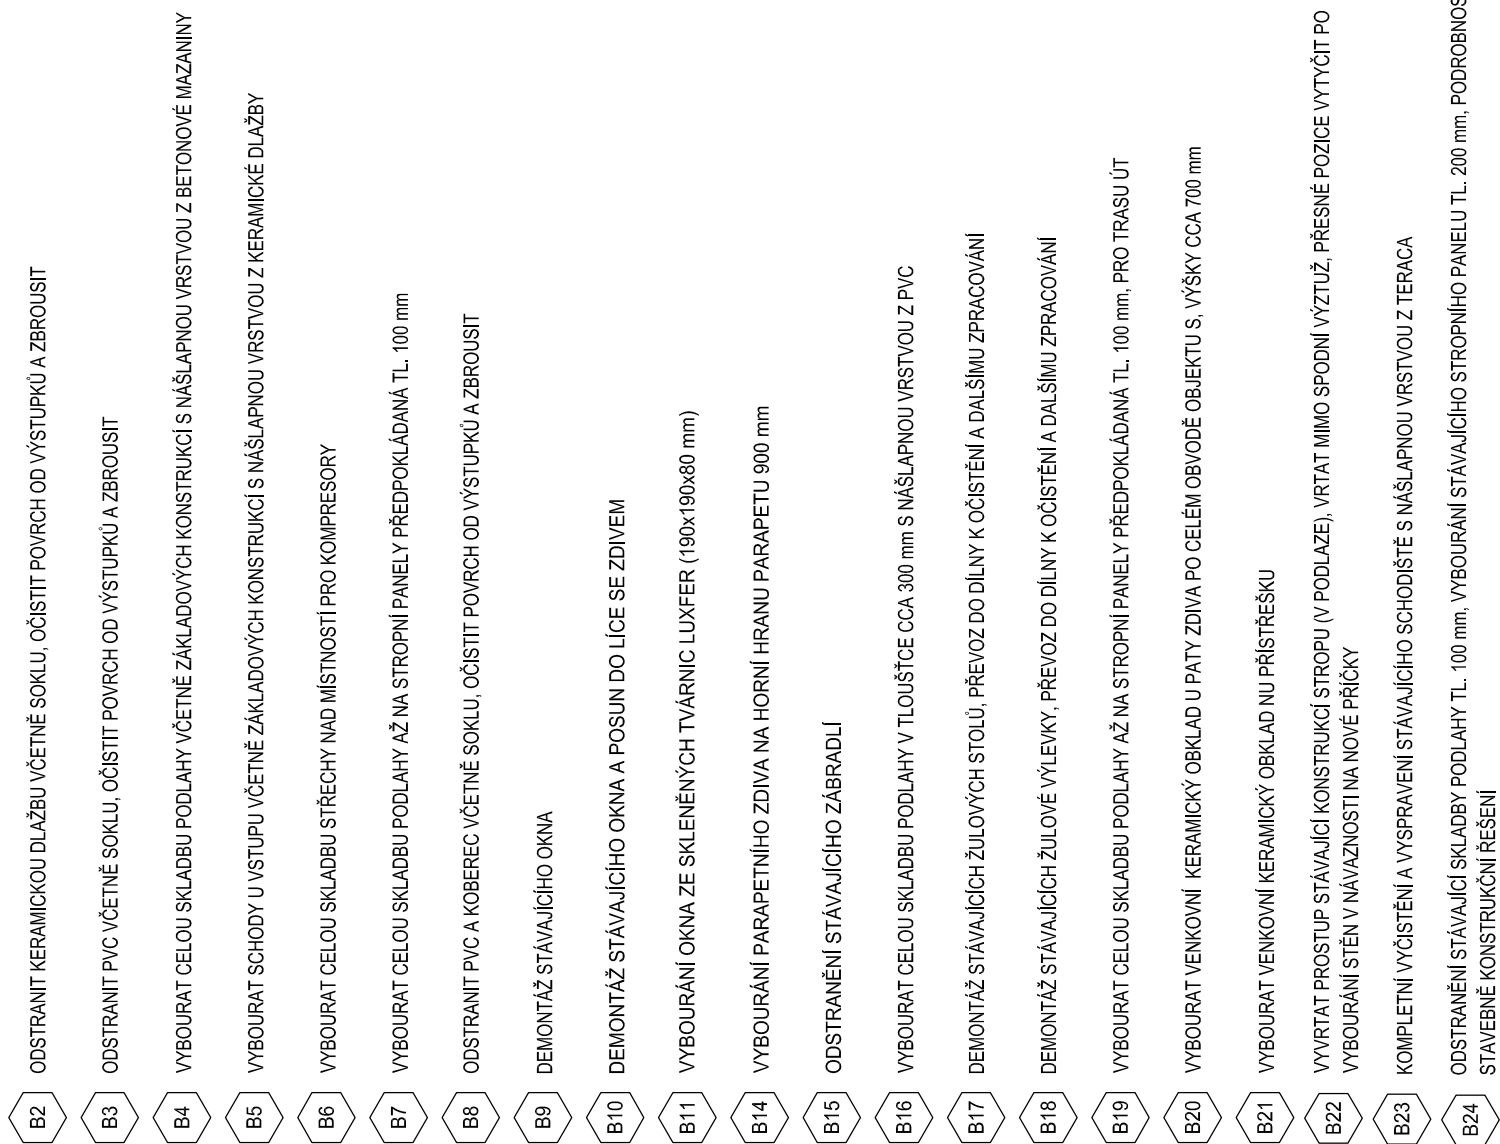 B2 ODSTRANIT KERAMICKOU DLAŽBU VČETNĚ SOKLU, OČISTIT POVRCH OD VÝSTUPKŮ A ZBROUSIT
B3 ODSTRANIT PVC VČETNĚ SOKLU, OČISTIT POVRCH OD VÝSTUPKŮ A ZBROUSIT
B4 VYBOURAT CELOU SKLADBU PODLAHY VČETNĚ ZÁKLADOVÝCH KONSTRUKCÍ S NÁŠLAPNOU VRSTVOU Z BETONOVÉ MAZANINY
B5 VYBOURAT SCHODY U VSTUPU VČETNĚ ZÁKLADOVÝCH KONSTRUKCÍ S NÁŠLAPNOU VRSTVOU Z KERAMICKÉ DLAŽBY
B6 VYBOURAT CELOU SKLADBU STŘECHY NAD MÍSTNOSTÍ PRO KOMPRESORY
B7 VYBOURAT CELOU SKLADBU PODLAHY AŽ NA STROPNÍ PANELY PŘEDPOKLÁDANÁ TL. 100 mm
B8 ODSTRANIT PVC A KOBEREC VČETNĚ SOKLU, OČISTIT POVRCH OD VÝSTUPKŮ A ZBROUSIT
B9 DEMONTÁŽ STÁVAJÍCÍHO OKNA
B10 DEMONTÁŽ STÁVAJÍCÍHO OKNA A POSUN DO LÍCE SE ZDIVEM
B11 VYBOURÁNÍ OKNA ZE SKLENĚNÝCH TVÁRNIC LUXFER (190x190x80 mm)
B14 VYBOURÁNÍ PARAPETNÍHO ZDIVA NA HORNÍ HRANU PARAPETU 900 mm
B15 ODSTRANĚNÍ STÁVAJÍCÍHO ZÁBRADLÍ
B16 VYBOURAT CELOU SKLADBU PODLAHY V TLOUŠŤCE CCA 300 mm S NÁŠLAPNOU VRSTVOU Z PVC
B17 DEMONTÁŽ STÁVAJÍCÍCH ŽULOVÝCH STOLŮ, PŘEVOZ DO DÍLNY K OČISTĚNÍ A DALŠÍMU ZPRACOVÁNÍ
B18 DEMONTÁŽ STÁVAJÍCÍCH ŽULOVÉ VÝLEVKY, PŘEVOZ DO DÍLNY K OČISTĚNÍ A DALŠÍMU ZPRACOVÁNÍ
B19 VYBOURAT CELOU SKLADBU PODLAHY AŽ NA STROPNÍ PANELY PŘEDPOKLÁDANÁ TL. 100 mm, PRO TRASU ÚT
B20 VYBOURAT VENKOVNÍ KERAMICKÝ OBKLAD U PATY ZDIVA PO CELÉM OBVODĚ OBJEKTU S, VÝŠKY CCA 700 mm
B21 VYBOURAT VENKOVNÍ KERAMICKÝ OBKLAD NU PŘÍSTŘEŠKU
B22 VYVRTAT PROSTUP STÁVAJÍCÍ KONSTRUKCÍ STROPU (V PODLAZE), VRTAT MIMO SPODNÍ VÝZTUŽ, PŘESNÉ POZICE VYTYČIT PO
VYBOURÁNÍ STĚN V NÁVAZNOSTI NA NOVÉ PŘÍČKY
B23 KOMPLETNÍ VYČISTĚNÍ A VYSPRAVENÍ STÁVAJÍCÍHO SCHODIŠTĚ S NÁŠLAPNOU VRSTVOU Z TERACA
B24 ODSTRANĚNÍ STÁVAJÍCÍ SKLADBY PODLAHY TL. 100 mm, VYBOURÁNÍ STÁVAJÍCÍHO STROPNÍHO PANELU TL. 200 mm, PODROBNOS
STAVEBNĚ KONSTRUKČNÍ ŘEŠENÍ